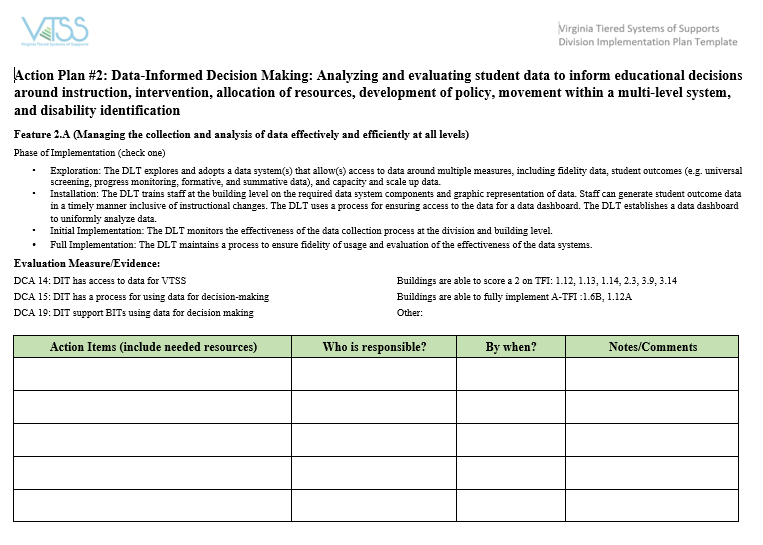 VTSS
Virginia Tiered Systems of Supports
Virginia Tiered Systems of Supports
Division Implementation Plan Template
Action Plan #2: Data-Informed Decision Making: Analyzing and evaluating student data to inform educational decisions
around instruction, intervention, allocation of resources, development of policy, movement within a multi-level system,
and disability identification
Feature 2.A (Managing the collection and analysis of data effectively and efficiently at all levels)
Phase of Implementation (check one)
• Exploration: The DLT explores and adopts a data system(s) that allow(s) access to data around multiple measures, including fidelity data, student outcomes (e.g. universal
screening, progress monitoring, formative, and summative data), and capacity and scale up data.
• Installation: The DLT trains staff at the building level on the required data system components and graphic representation of data. Staff can generate student outcome data
in a timely manner inclusive of instructional changes. The DLT uses a process for ensuring access to the data for a data dashboard. The DLT establishes a data dashboard
to uniformly analyze data.
• Initial Implementation: The DLT monitors the effectiveness of the data collection process at the division and building level.
• Full Implementation: The DLT maintains a process to ensure fidelity of usage and evaluation of the effectiveness of the data systems.
Evaluation Measure/Evidence:
DCA 14: DIT has access to data for VTSS
Buildings are able to score a 2 on TFI: 1.12, 1.13, 1.14, 2.3, 3.9, 3.14
DCA 15: DIT has a process for using data for decision-making
Buildings are able to fully implement A-TFI :1.6B, 1.12A
DCA 19: DIT support BITs using data for decision making
Other:
Action Items (include needed resources)
Who is responsible?
By when?
Notes/Comments